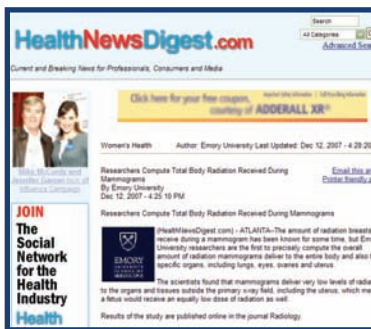 HealthNewsDigest.com
Search
All Categories
Advanced Sea
Current and Breaking News for Professionals, Consumers and Media
Click here for your free coupon,
courtesy of ADDERALL XR®
Women's Health
Author: Emory University Last Updated: Dec 12, 2007 - 4:29:20
Researchers Compute Total Body Radiation Received During
Mammograms
By Emory University
Dec 12, 2007 - 4:25:10 PM
Email this ar
Printer friendly p
Mike McCurdy and
Jennifer Garner
Influenza Campaign
JOIN
The
Social
Network
for the
Health
Industry
Health
Researchers Compute Total Body Radiation Received During Mammograms
EMORY
(HealthNewsDigest.com) - ATLANTA–The amount of radiation breasts
receive during a mammogram has been known for some time, but Em
University researchers are the first to precisely compute the overall
amount of radiation mammograms deliver to the entire body and also t
specific organs, including lungs, eyes, ovaries and uterus.
The scientists found that mammograms deliver very low levels of radia
to the organs and tissues outside the primary x-ray field, including the uterus, which me
a fetus would receive an equally low dose of radiation as well.
Results of the study are published online in the journal Radiology.